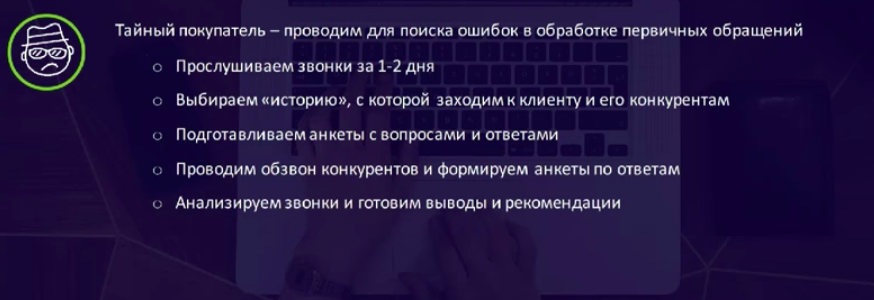 Тайный покупатель – проводим для поиска ошибок в обработке первичных обращений
○ Прослушиваем звонки за 1-2 дня
○ Выбираем «историю», с которой заходим к клиенту и его конкурентам
○ Подготавливаем анкеты с вопросами и ответами
○ Проводим обзвон конкурентов и формируем анкеты по ответам
○ Анализируем звонки и готовим выводы и рекомендации